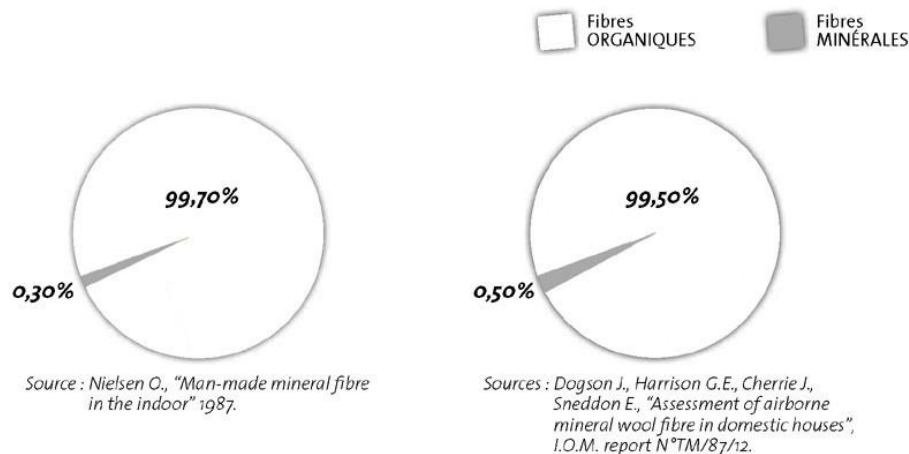 Fibres
ORGANIQUES
Fibres
MINÉRALES
99,70%
0,30%
99,50%
0,50%
Source : Nielsen O., “Man-made mineral fibre
in the indoor” 1987.
Sources : Dogson J., Harrison G.E., Cherrie J.,
Sneddon E., “Assessment of airborne
mineral wool fibre in domestic houses”,
I.O.M. report N°TM/87/12.